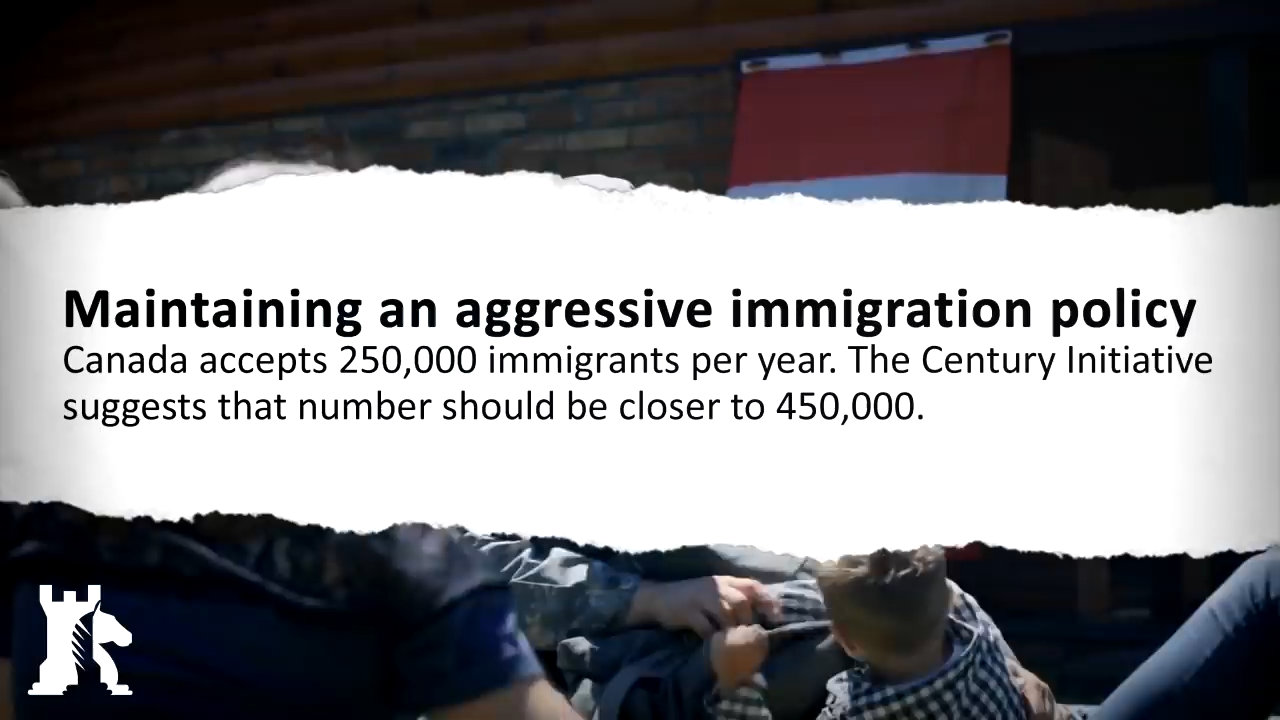 Maintaining an aggressive immigration policy
Canada accepts 250,000 immigrants per year. The Century Initiative
suggests that number should be closer to 450,000.